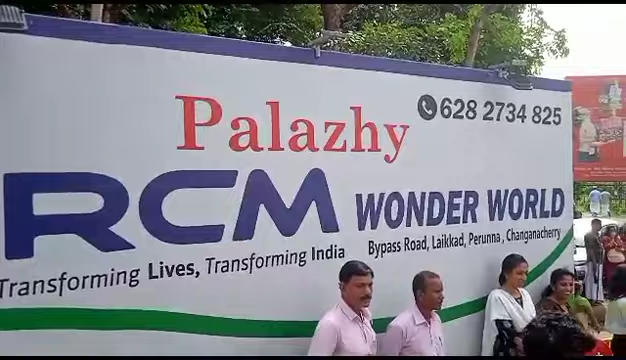 Palazhy
628 2734 825
RCM WONDER WORLD
Transforming Lives, Transforming India
Bypass Road, Laikkad, Perunna, Changanacherry